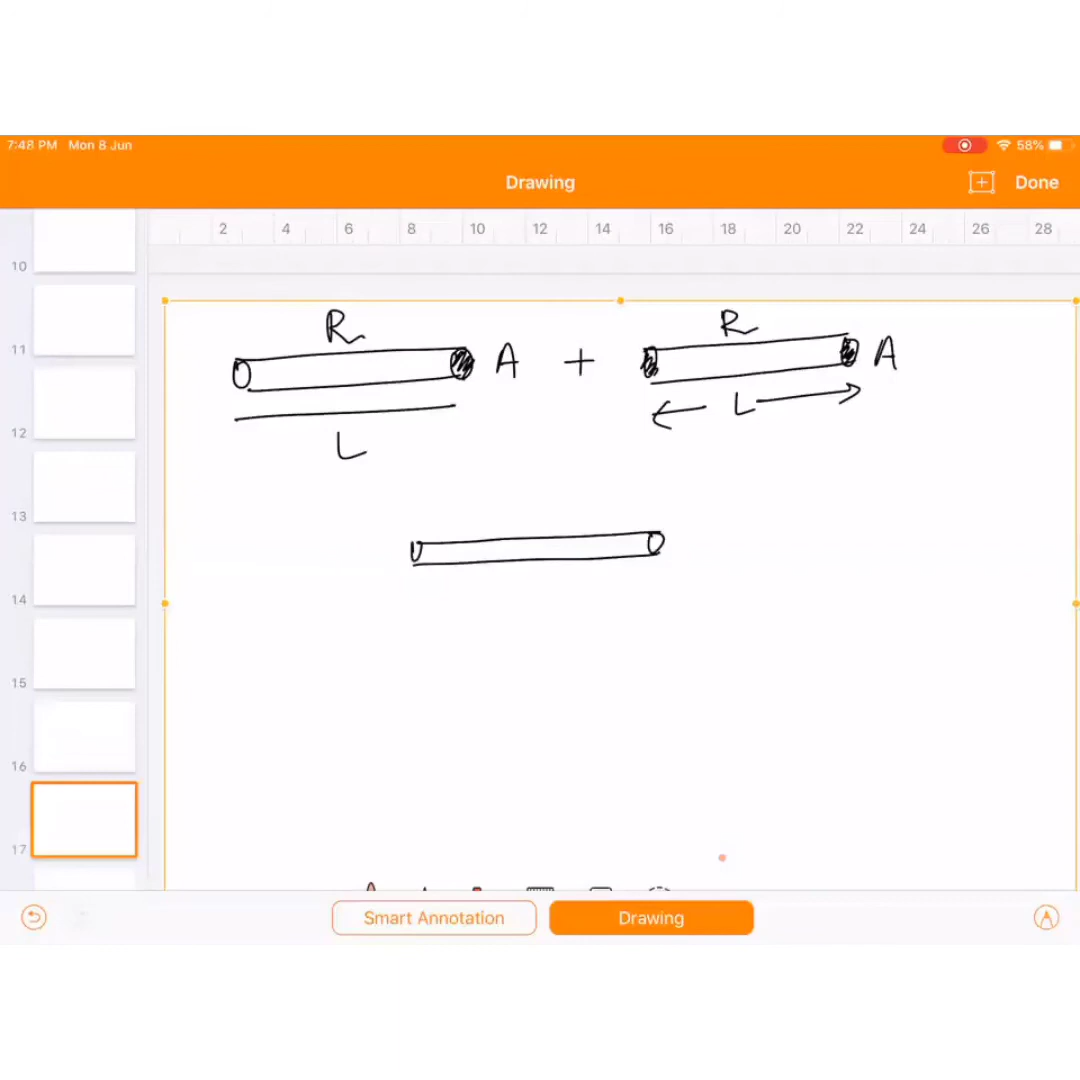 7:48 PM Mon 8 Jun
58%
Drawing
Done
2 4 6 8 10 12 14 16 18 20 22 24 26 28
10
11
12
13
14
15
16
17
R
R
A + A
L
L
Smart Annotation
Drawing